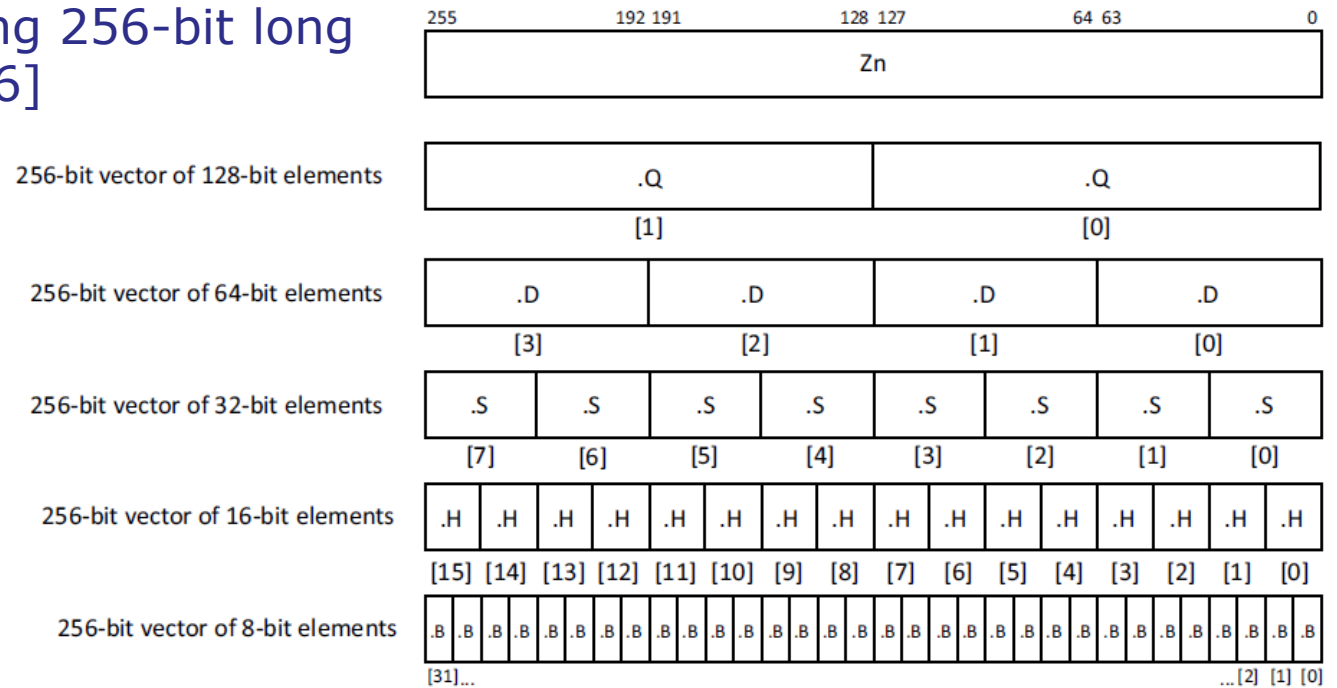 ng 256-bit long
6]
255 192 191 128 127 64 63 0
Zn
256-bit vector of 128-bit elements .Q .Q
[1] [0]
256-bit vector of 64-bit elements .D .D .D .D
[3] [2] [1] [0]
256-bit vector of 32-bit elements .S .S .S .S .S .S .S .S
[7] [6] [5] [4] [3] [2] [1] [0]
256-bit vector of 16-bit elements .H .H .H .H .H .H .H .H .H .H .H .H .H .H .H .H
[15] [14] [13] [12] [11] [10] [9] [8] [7] [6] [5] [4] [3] [2] [1] [0]
256-bit vector of 8-bit elements .B .B .B .B .B .B .B .B .B .B .B .B .B .B .B .B .B .B .B .B .B .B .B .B .B .B .B .B .B .B .B .B
[31]... ...[2] [1] [0]